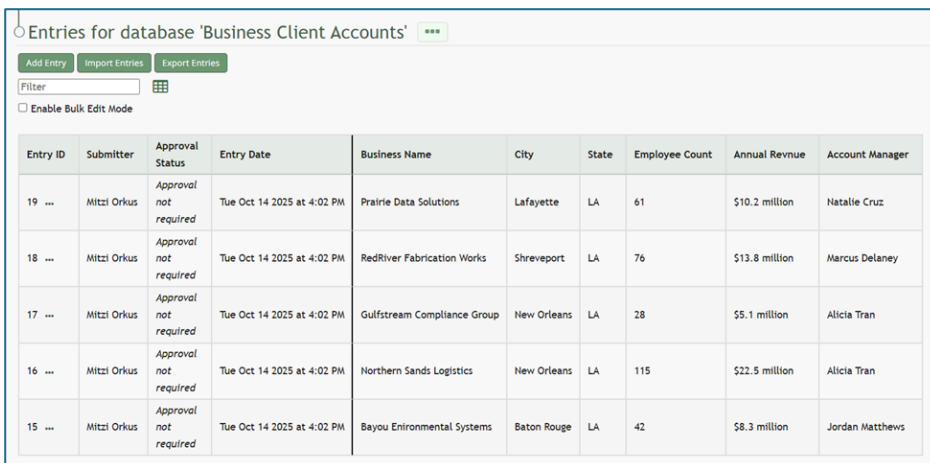 Entries for database 'Business Client Accounts'
Add Entry Import Entries Export Entries
Filter
Enable Bulk Edit Mode
Entry ID Submitter Approval Status Entry Date Business Name City State Employee Count Annual Revnue Account Manager
19 ... Mitzi Orkus Approval not required Tue Oct 14 2025 at 4:02 PM Prairie Data Solutions Lafayette LA 61 $10.2 million Natalie Cruz
18 ... Mitzi Orkus Approval not required Tue Oct 14 2025 at 4:02 PM RedRiver Fabrication Works Shreveport LA 76 $13.8 million Marcus Delaney
17 ... Mitzi Orkus Approval not required Tue Oct 14 2025 at 4:02 PM Gulfstream Compliance Group New Orleans LA 28 $5.1 million Alicia Tran
16 ... Mitzi Orkus Approval not required Tue Oct 14 2025 at 4:02 PM Northern Sands Logistics New Orleans LA 115 $22.5 million Alicia Tran
15 ... Mitzi Orkus Approval not required Tue Oct 14 2025 at 4:02 PM Bayou Enironmental Systems Baton Rouge LA 42 $8.3 million Jordan Matthews